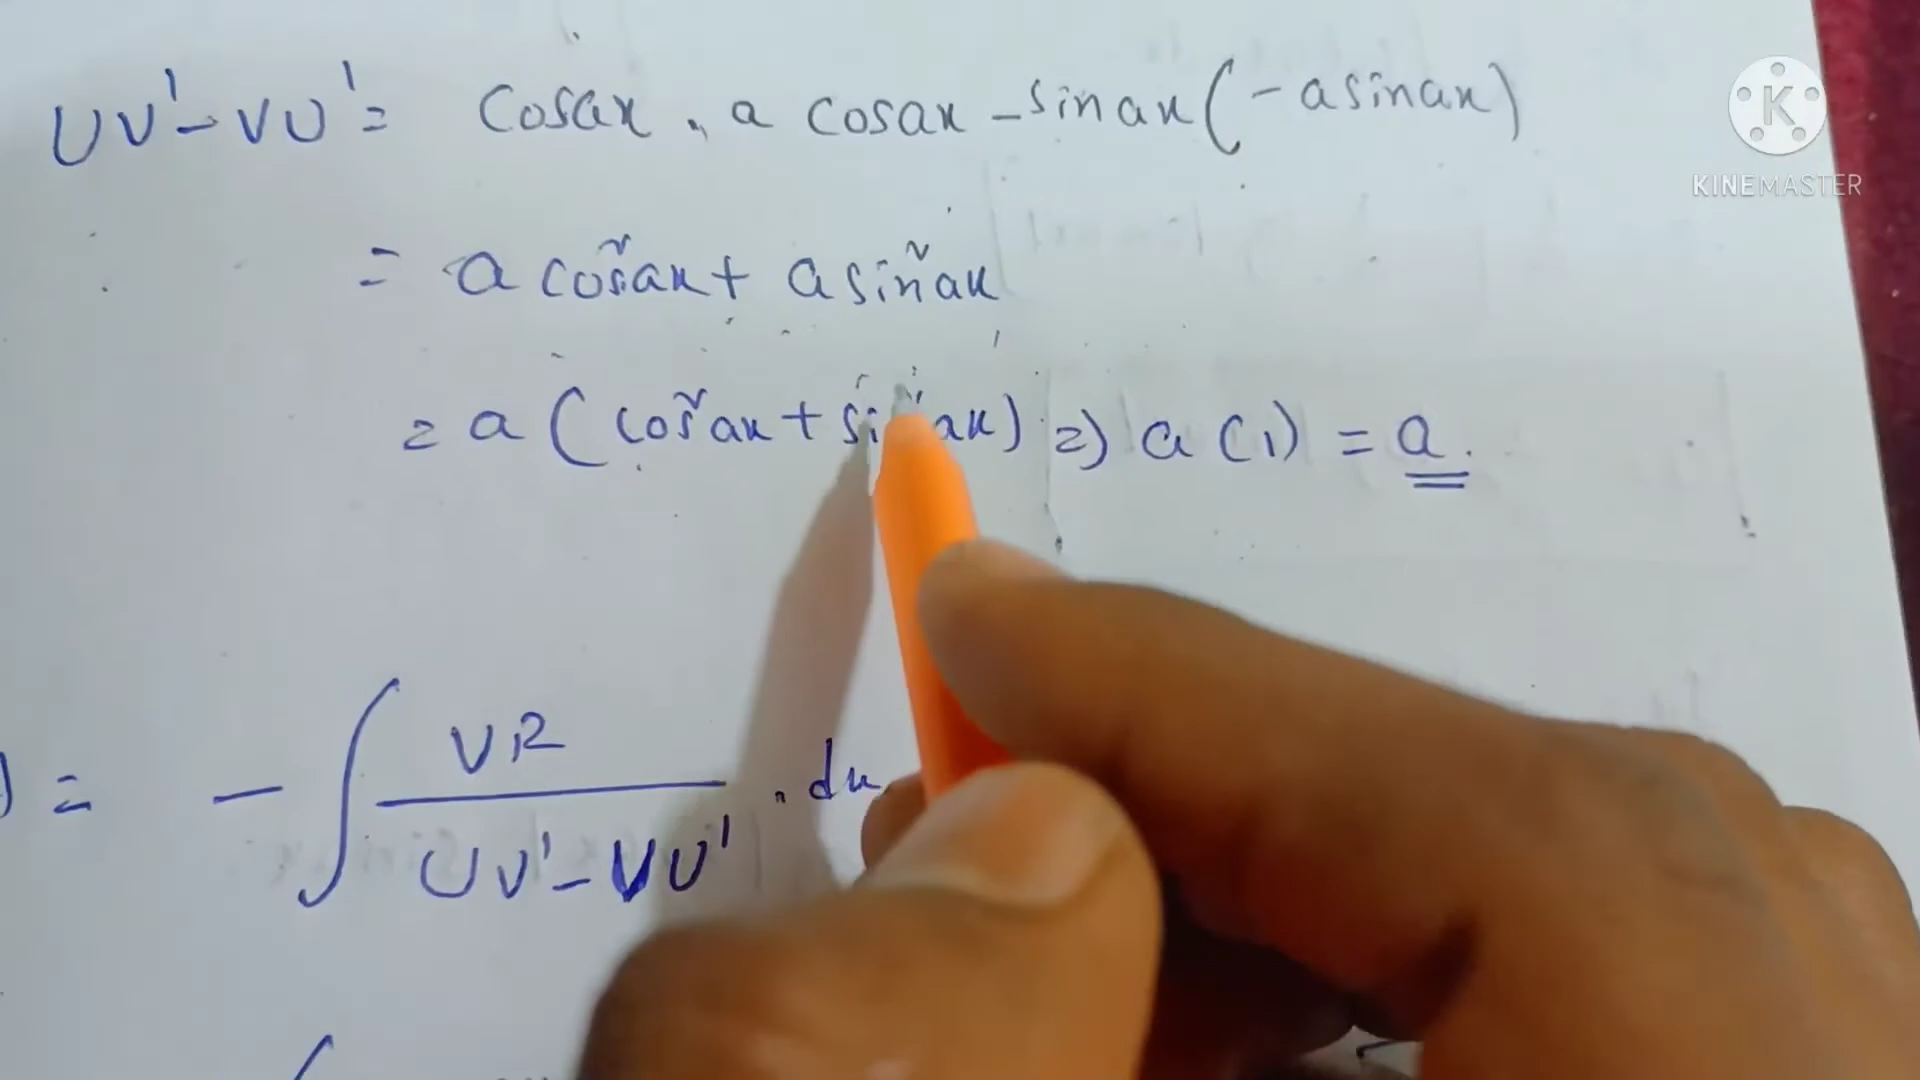 UV' - VU' = cosax . a cosax - sinax (-asinax)
K
KINEMASTER
= a cos²ax + a sin²ax
= a (cos²ax + sin²ax) => a (1) = a.
= - ∫ VR / UV' - VU' . dx